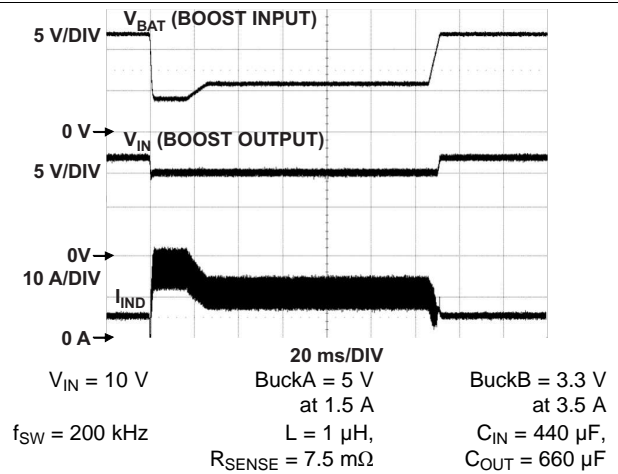 V_BAT (BOOST INPUT)
5 V/DIV
0 V
V_IN (BOOST OUTPUT)
5 V/DIV
0V
10 A/DIV
I_IND
0 A
20 ms/DIV
V_IN = 10 V
BuckA = 5 V
at 1.5 A
BuckB = 3.3 V
at 3.5 A
f_SW = 200 kHz
L = 1 µH,
R_SENSE = 7.5 mΩ
C_IN = 440 µF,
C_OUT = 660 µF